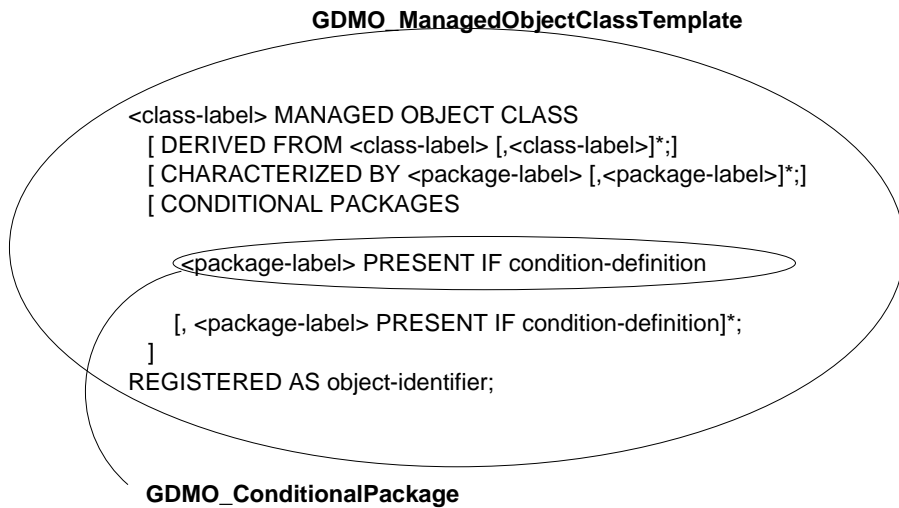 GDMO_ManagedObjectClassTemplate
<class-label> MANAGED OBJECT CLASS
[ DERIVED FROM <class-label> [,<class-label>]*;]
[ CHARACTERIZED BY <package-label> [,<package-label>]*;]
[ CONDITIONAL PACKAGES
<package-label> PRESENT IF condition-definition
[, <package-label> PRESENT IF condition-definition]*;
]
REGISTERED AS object-identifier;
GDMO_ConditionalPackage